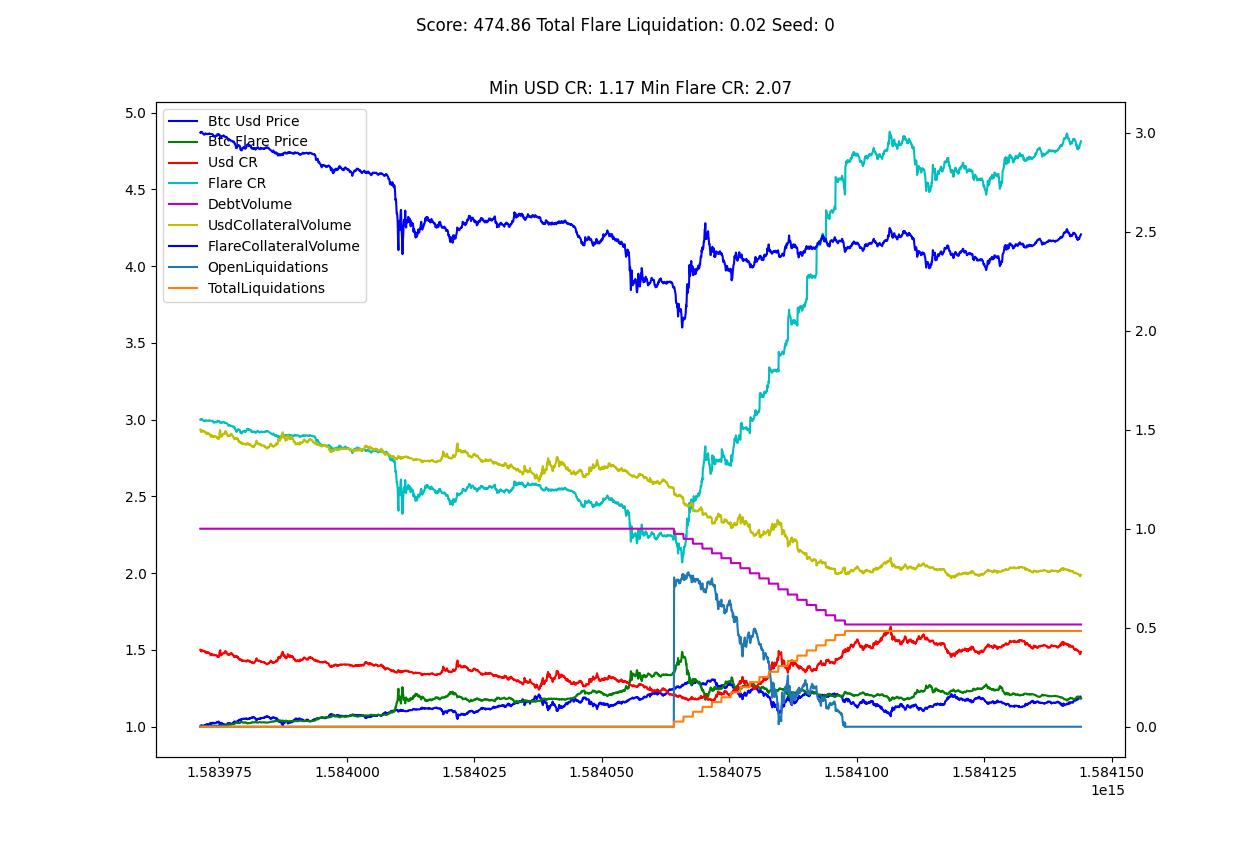 Score: 474.86 Total Flare Liquidation: 0.02 Seed: 0
Min USD CR: 1.17 Min Flare CR: 2.07
5.0
4.5
4.0
3.5
3.0
2.5
2.0
1.5
1.0
Btc Usd Price
Btc Flare Price
Usd CR
Flare CR
DebtVolume
UsdCollateralVolume
FlareCollateralVolume
OpenLiquidations
TotalLiquidations
3.0
2.5
2.0
1.5
1.0
0.5
0.0
1.583975 1.584000 1.584025 1.584050 1.584075 1.584100 1.584125 1.584150
1e15